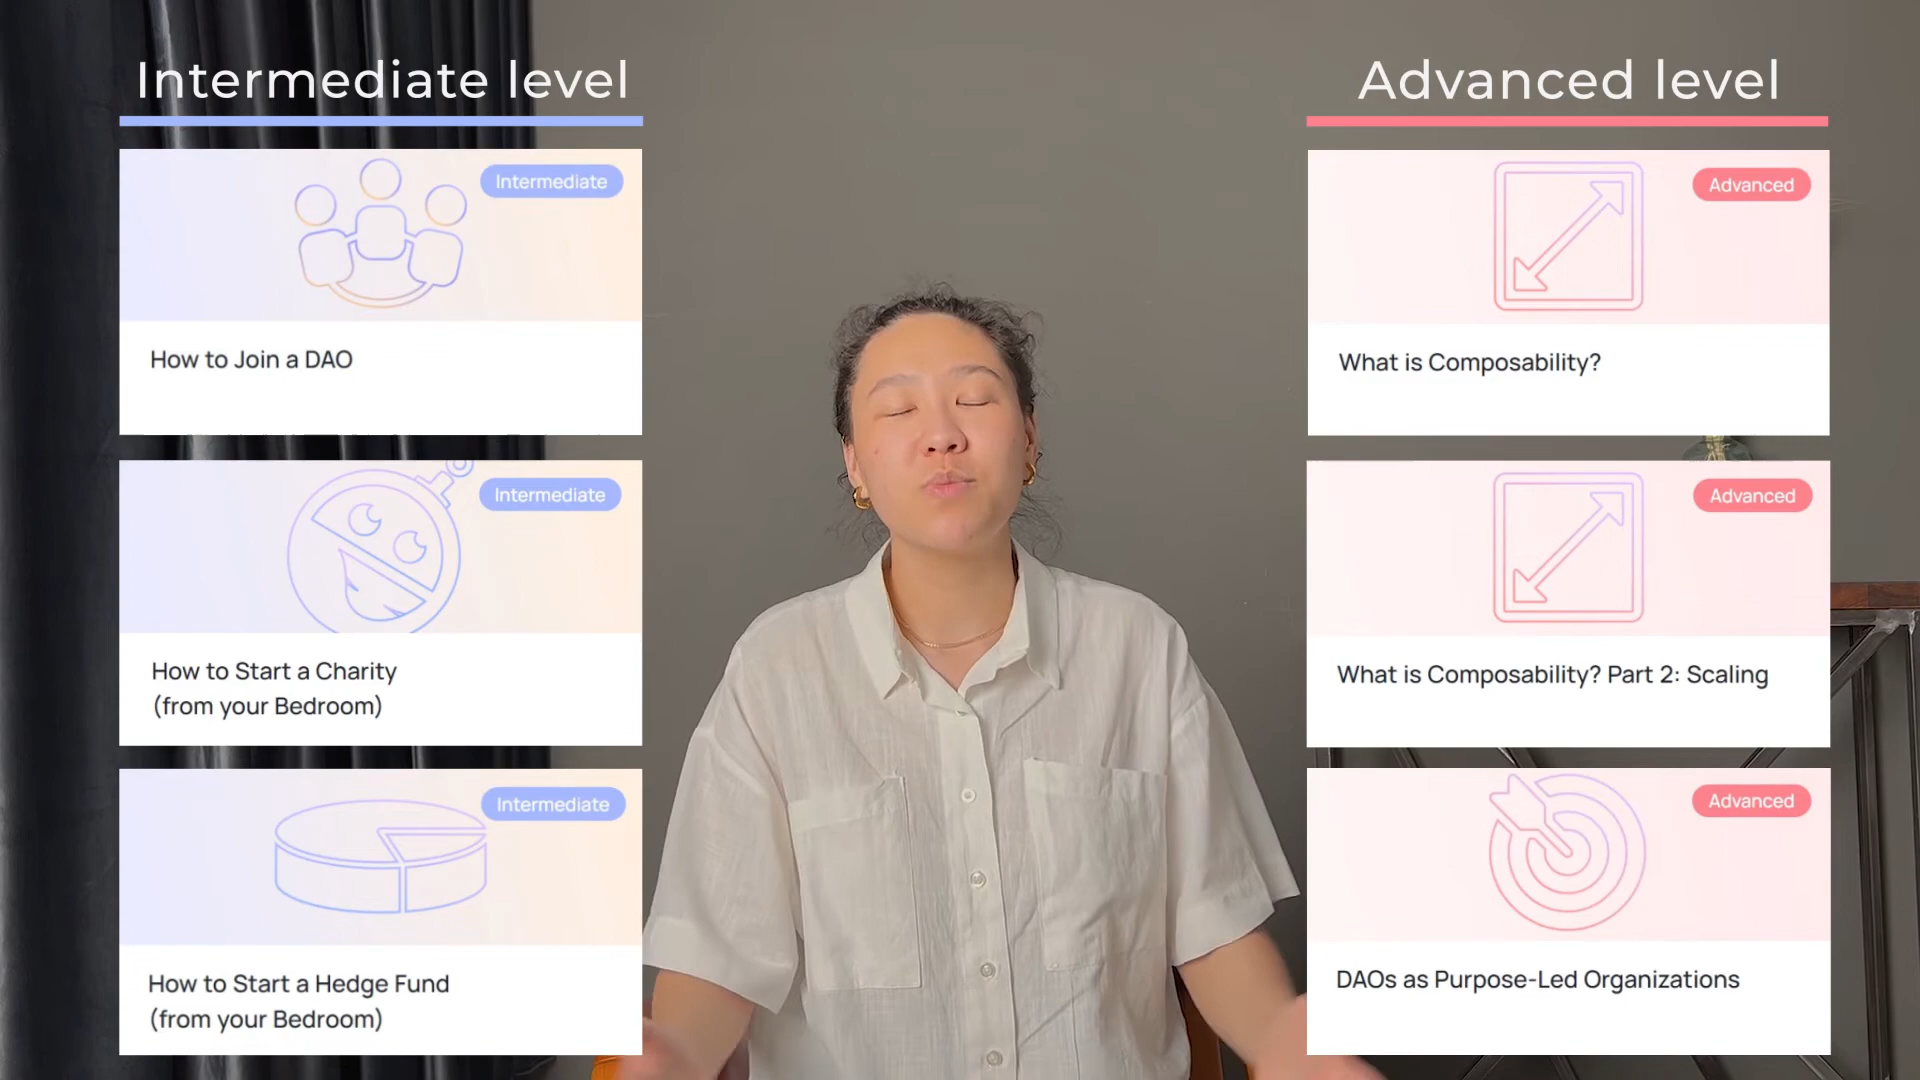 Intermediate level
Intermediate
How to Join a DAO
Intermediate
How to Start a Charity
(from your Bedroom)
Intermediate
How to Start a Hedge Fund
(from your Bedroom)
Advanced level
Advanced
What is Composability?
Advanced
What is Composability? Part 2: Scaling
Advanced
DAOs as Purpose-Led Organizations